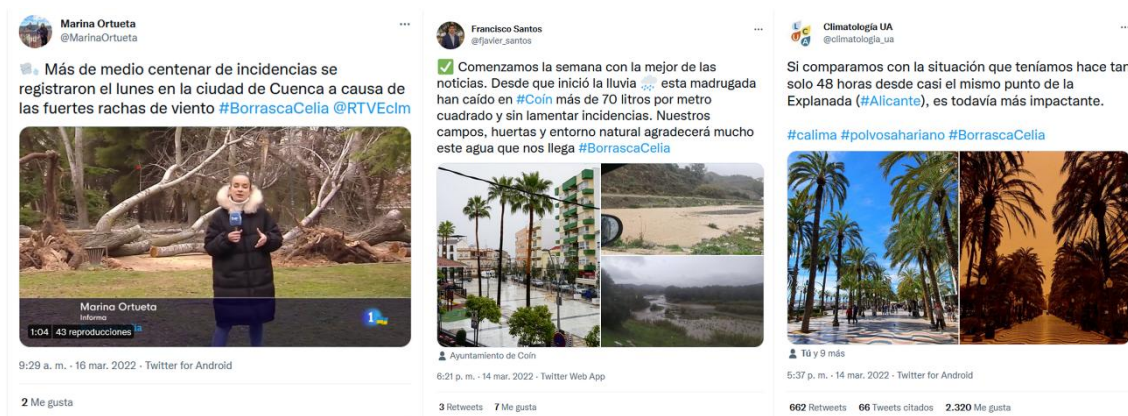 Marina Ortueta
@MarinaOrtueta
Más de medio centenar de incidencias se
registraron el lunes en la ciudad de Cuenca a causa de
las fuertes rachas de viento #BorrascaCelia @RTVEclm
Marina Ortueta
Informa
1:04 43 reproducciones
1
9:29 a. m. · 16 mar. 2022 · Twitter for Android
2 Me gusta
Francisco Santos
@fjavier_santos
Comenzamos la semana con la mejor de las
noticias. Desde que inició la lluvia esta madrugada
han caído en #Coín más de 70 litros por metro
cuadrado y sin lamentar incidencias. Nuestros
campos, huertas y entorno natural agradecerá mucho
este agua que nos llega #BorrascaCelia
Ayuntamiento de Coín
6:21 p. m. · 14 mar. 2022 · Twitter Web App
3 Retweets 7 Me gusta
Climatología UA
@climatologia_ua
Si comparamos con la situación que teníamos hace tan
solo 48 horas desde casi el mismo punto de la
Explanada (#Alicante), es todavía más impactante.
#calima #polvosahariano #BorrascaCelia
Tú y 9 más
5:37 p. m. · 14 mar. 2022 · Twitter for Android
662 Retweets 66 Tweets citados 2.320 Me gusta